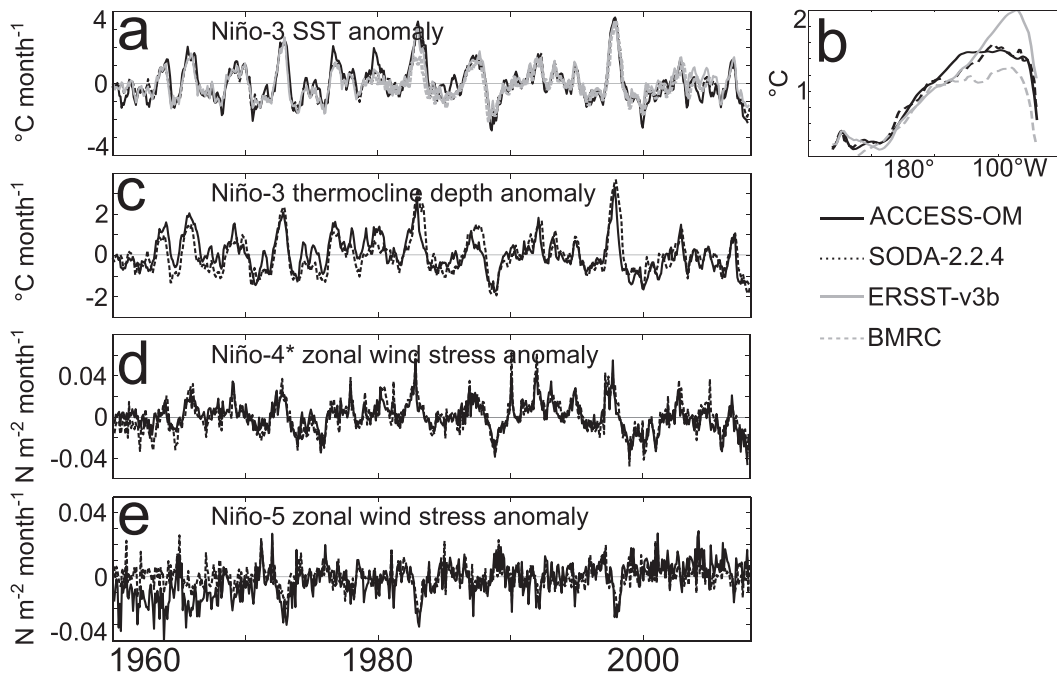 a
Niño-3 SST anomaly
°C month-1
4
0
-4
b
°C
2
1
180°
100°W
c
Niño-3 thermocline depth anomaly
°C month-1
2
0
-2
ACCESS-OM
SODA-2.2.4
ERSST-v3b
BMRC
d
Niño-4* zonal wind stress anomaly
N m-2 month-1
0.04
0
-0.04
e
Niño-5 zonal wind stress anomaly
N m-2 month-1
0.04
0
-0.04
1960
1980
2000